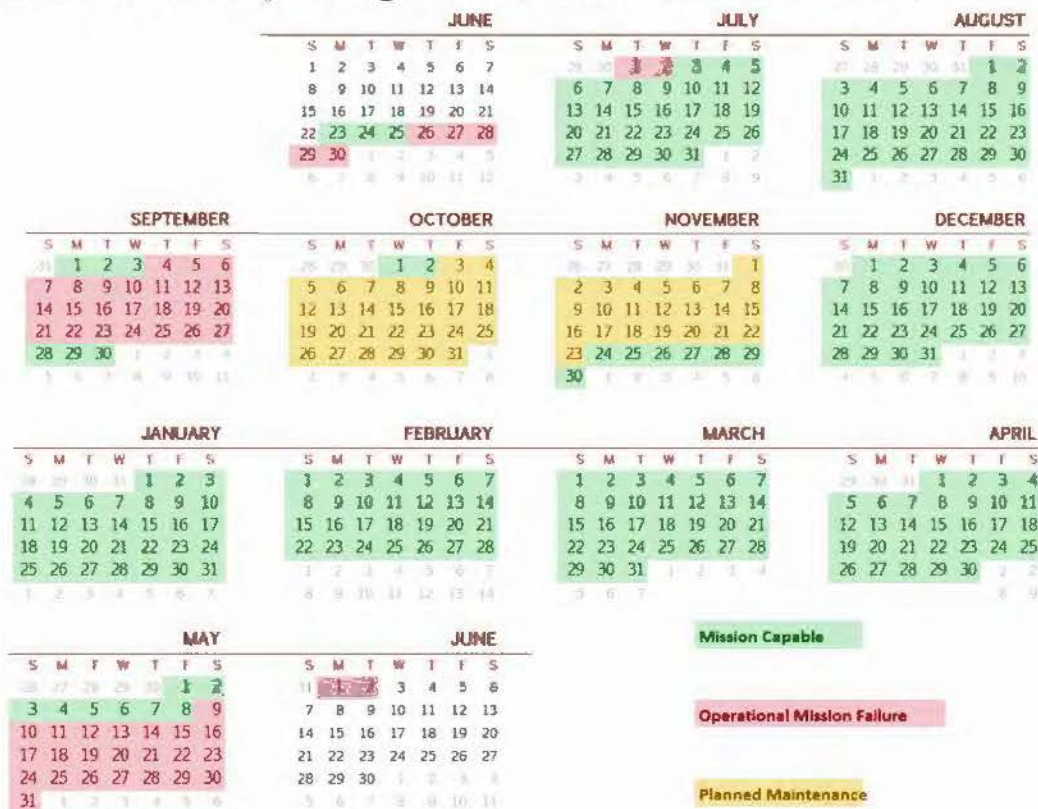 JUNE
S M T W T F S
1 2 3 4 5 6 7
8 9 10 11 12 13 14
15 16 17 18 19 20 21
22 23 24 25 26 27 28
29 30
JULY
S M T W T F S
1 2 3 4 5
6 7 8 9 10 11 12
13 14 15 16 17 18 19
20 21 22 23 24 25 26
27 28 29 30 31
AUGUST
S M T W T F S
1 2
3 4 5 6 7 8 9
10 11 12 13 14 15 16
17 18 19 20 21 22 23
24 25 26 27 28 29 30
31
SEPTEMBER
S M T W T F S
1 2 3 4 5 6
7 8 9 10 11 12 13
14 15 16 17 18 19 20
21 22 23 24 25 26 27
28 29 30
OCTOBER
S M T W T F S
1 2 3 4
5 6 7 8 9 10 11
12 13 14 15 16 17 18
19 20 21 22 23 24 25
26 27 28 29 30 31
NOVEMBER
S M T W T F S
1
2 3 4 5 6 7 8
9 10 11 12 13 14 15
16 17 18 19 20 21 22
23 24 25 26 27 28 29
30
DECEMBER
S M T W T F S
1 2 3 4 5 6
7 8 9 10 11 12 13
14 15 16 17 18 19 20
21 22 23 24 25 26 27
28 29 30 31
JANUARY
S M T W T F S
1 2 3
4 5 6 7 8 9 10
11 12 13 14 15 16 17
18 19 20 21 22 23 24
25 26 27 28 29 30 31
FEBRUARY
S M T W T F S
1 2 3 4 5 6 7
8 9 10 11 12 13 14
15 16 17 18 19 20 21
22 23 24 25 26 27 28
MARCH
S M T W T F S
1 2 3 4 5 6 7
8 9 10 11 12 13 14
15 16 17 18 19 20 21
22 23 24 25 26 27 28
29 30 31
APRIL
S M T W T F S
1 2 3 4
5 6 7 8 9 10 11
12 13 14 15 16 17 18
19 20 21 22 23 24 25
26 27 28 29 30
MAY
S M T W T F S
1 2
3 4 5 6 7 8 9
10 11 12 13 14 15 16
17 18 19 20 21 22 23
24 25 26 27 28 29 30
31
JUNE
S M T W T F S
1 2 3 4 5 6
7 8 9 10 11 12 13
14 15 16 17 18 19 20
21 22 23 24 25 26 27
28 29 30
Mission Capable
Operational Mission Failure
Planned Maintenance